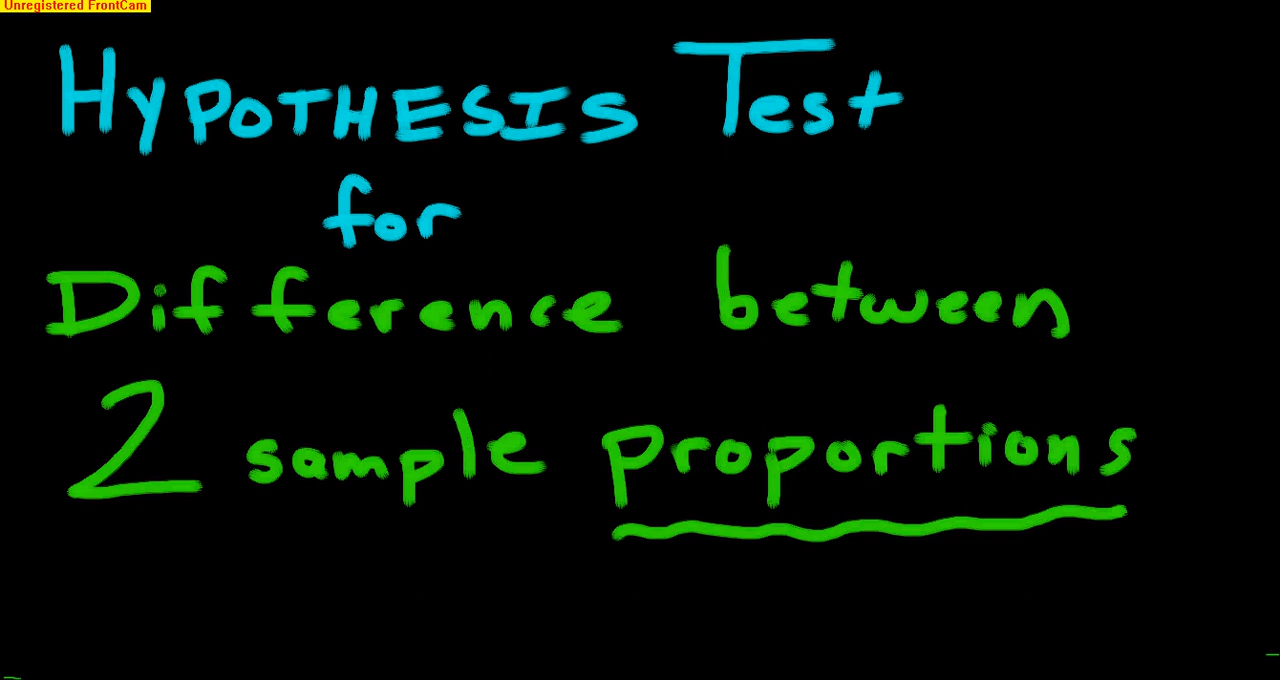 Unregistered FrontCam
HYPOTHESIS Test
for
Difference between
2 sample proportions